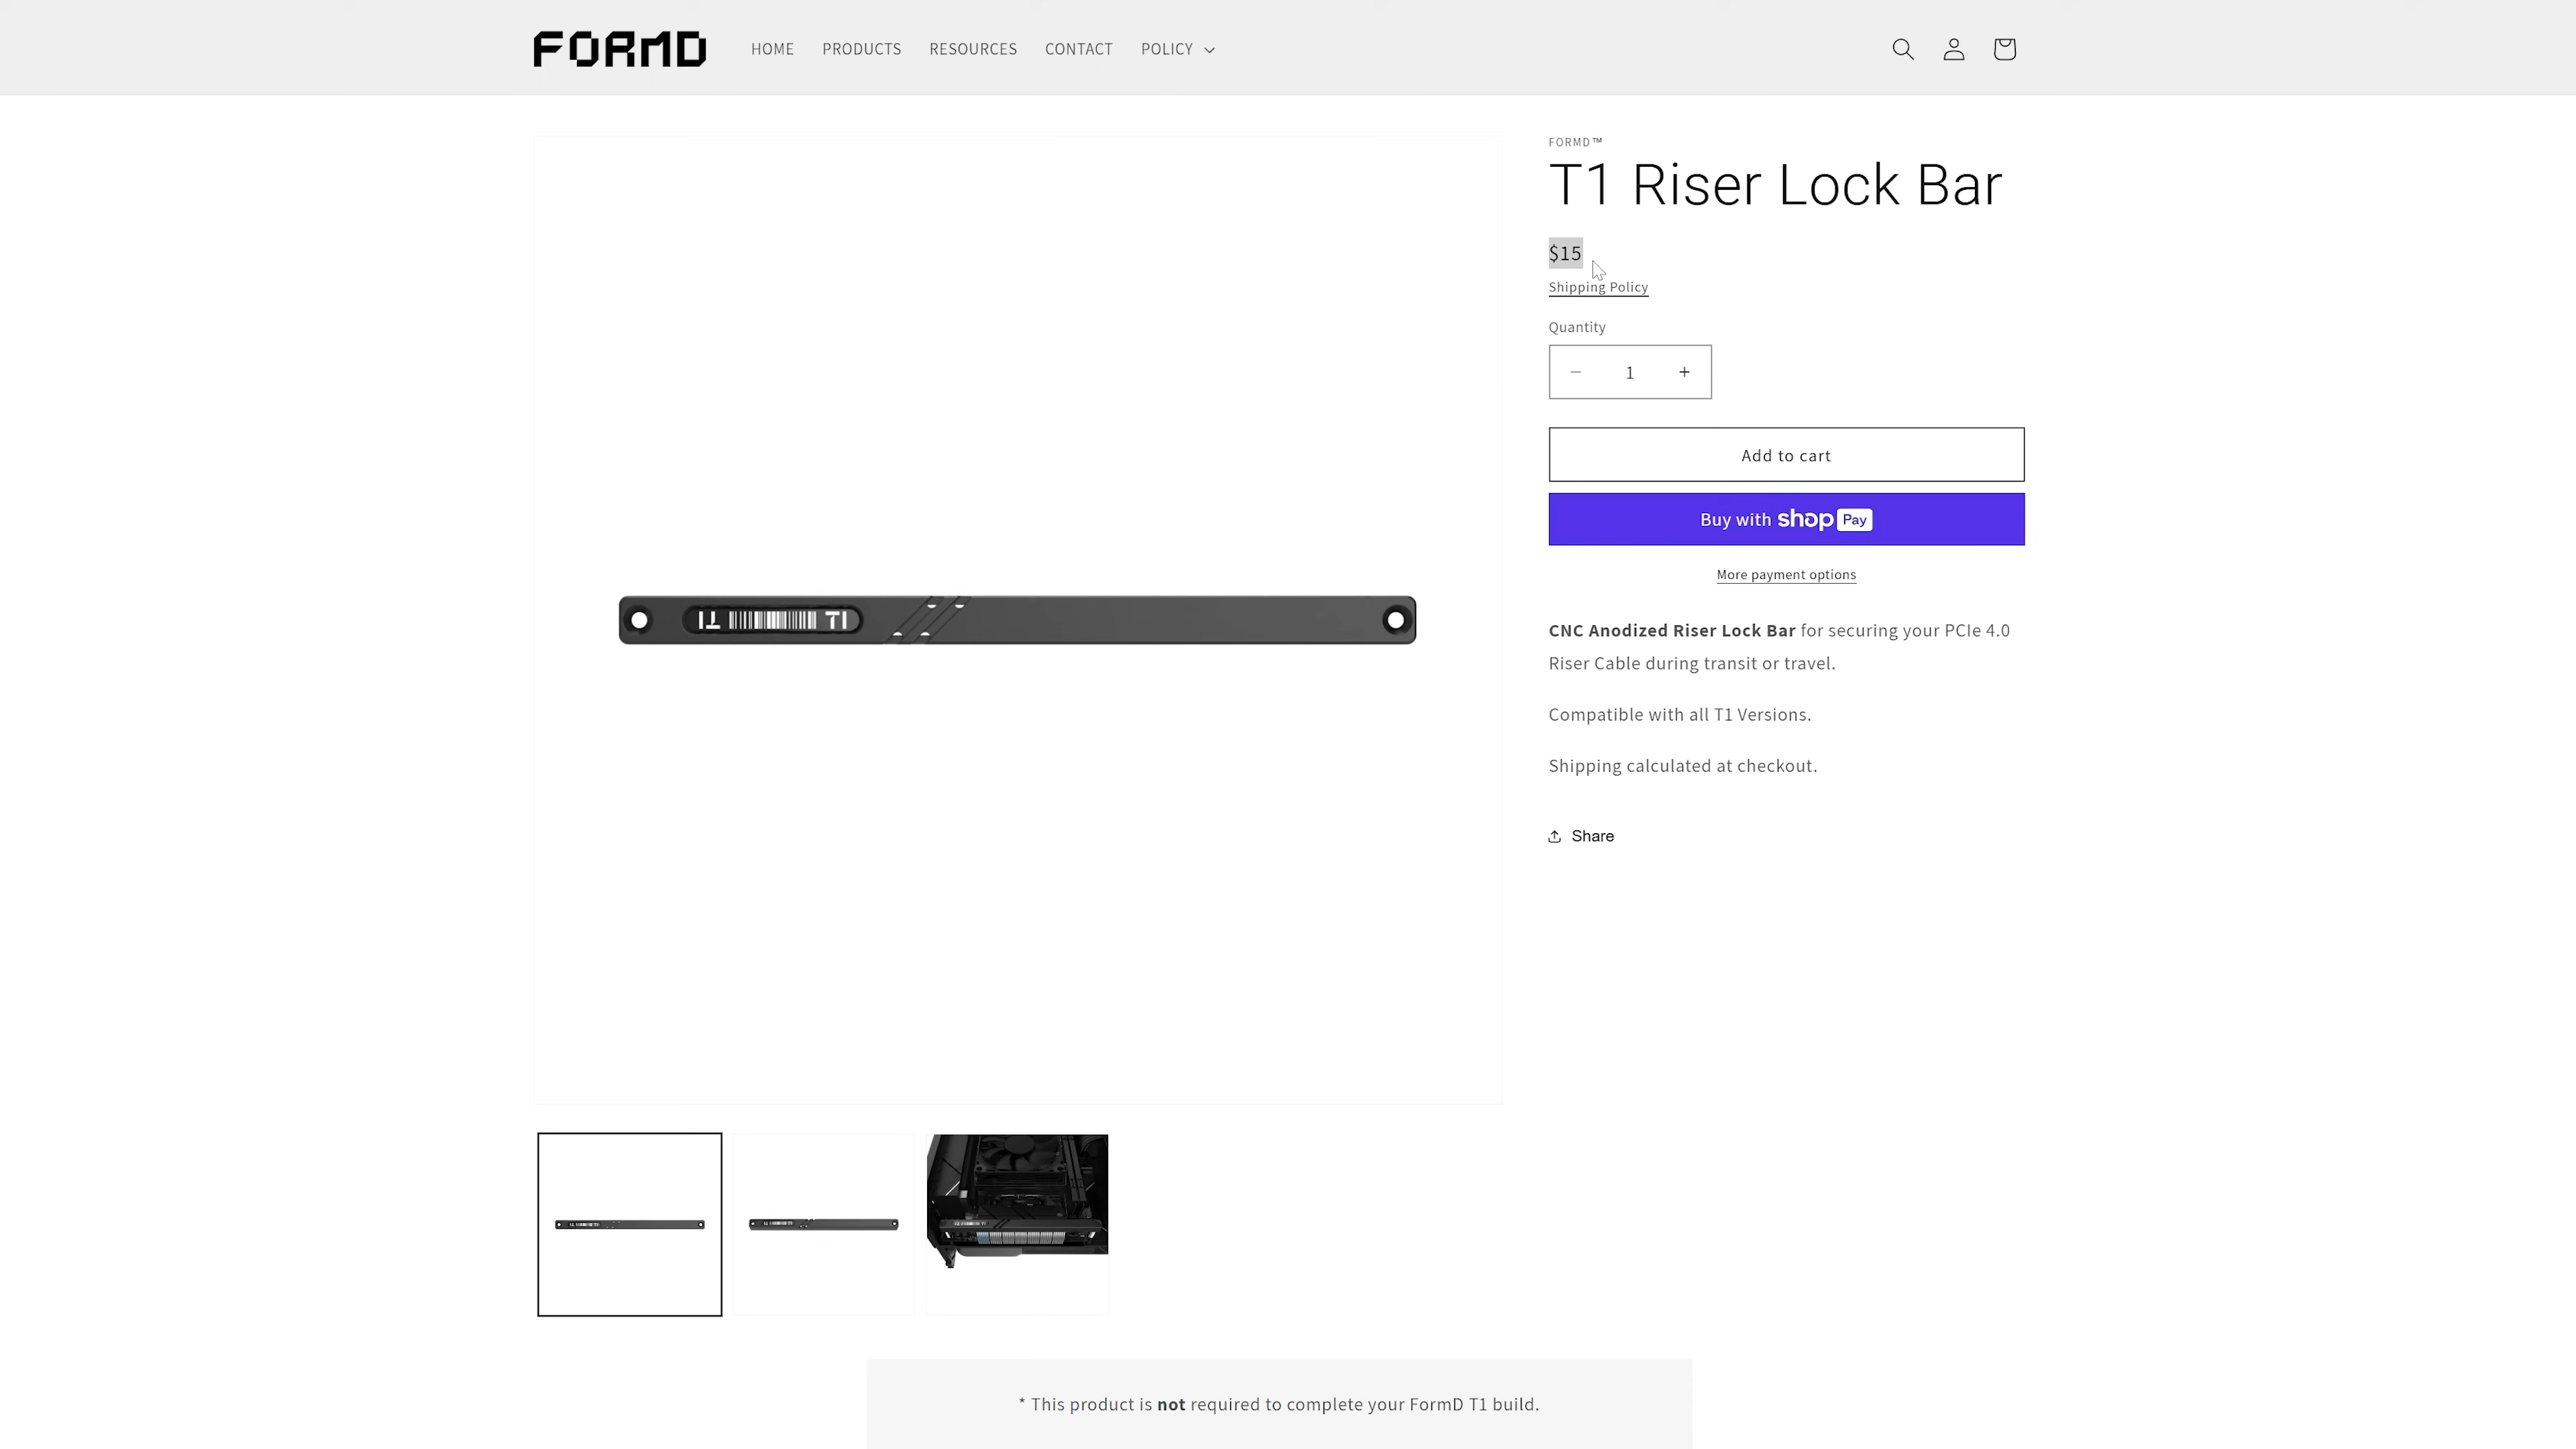 FORMD
HOME PRODUCTS RESOURCES CONTACT POLICY
FORMD™
T1 Riser Lock Bar
$15
Shipping Policy
Quantity
− 1 +
Add to cart
Buy with shop Pay
More payment options
CNC Anodized Riser Lock Bar for securing your PCIe 4.0
Riser Cable during transit or travel.
Compatible with all T1 Versions.
Shipping calculated at checkout.
Share
T1 T1
* This product is not required to complete your FormD T1 build.